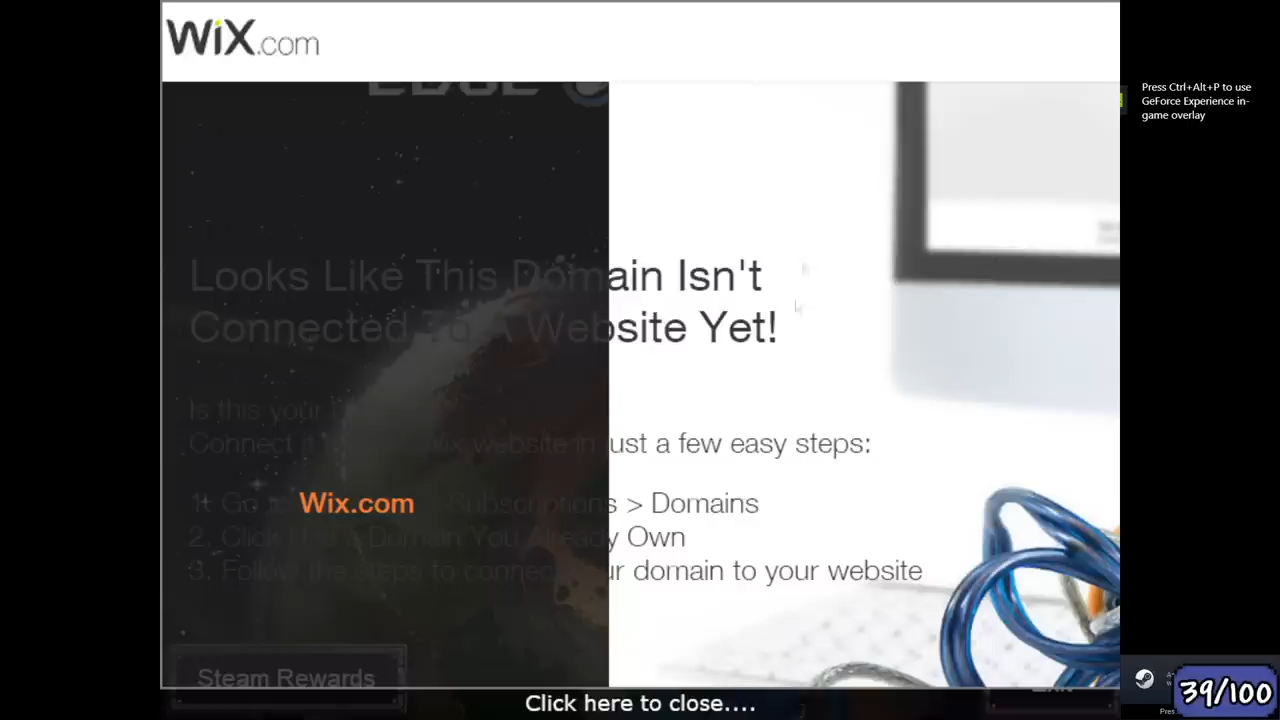 WiX.com
Press Ctrl+Alt+P to use
GeForce Experience in-
game overlay
EDGE
Looks Like This Domain Isn't
Connected To A Website Yet!
Is this your
Connect it Wix website in just a few easy steps:
1. Go to Wix.com Subscriptions > Domains
2. Click Domain You Already Own
3. Follow the steps to connect your domain to your website
Steam Rewards
Click here to close....
39/100